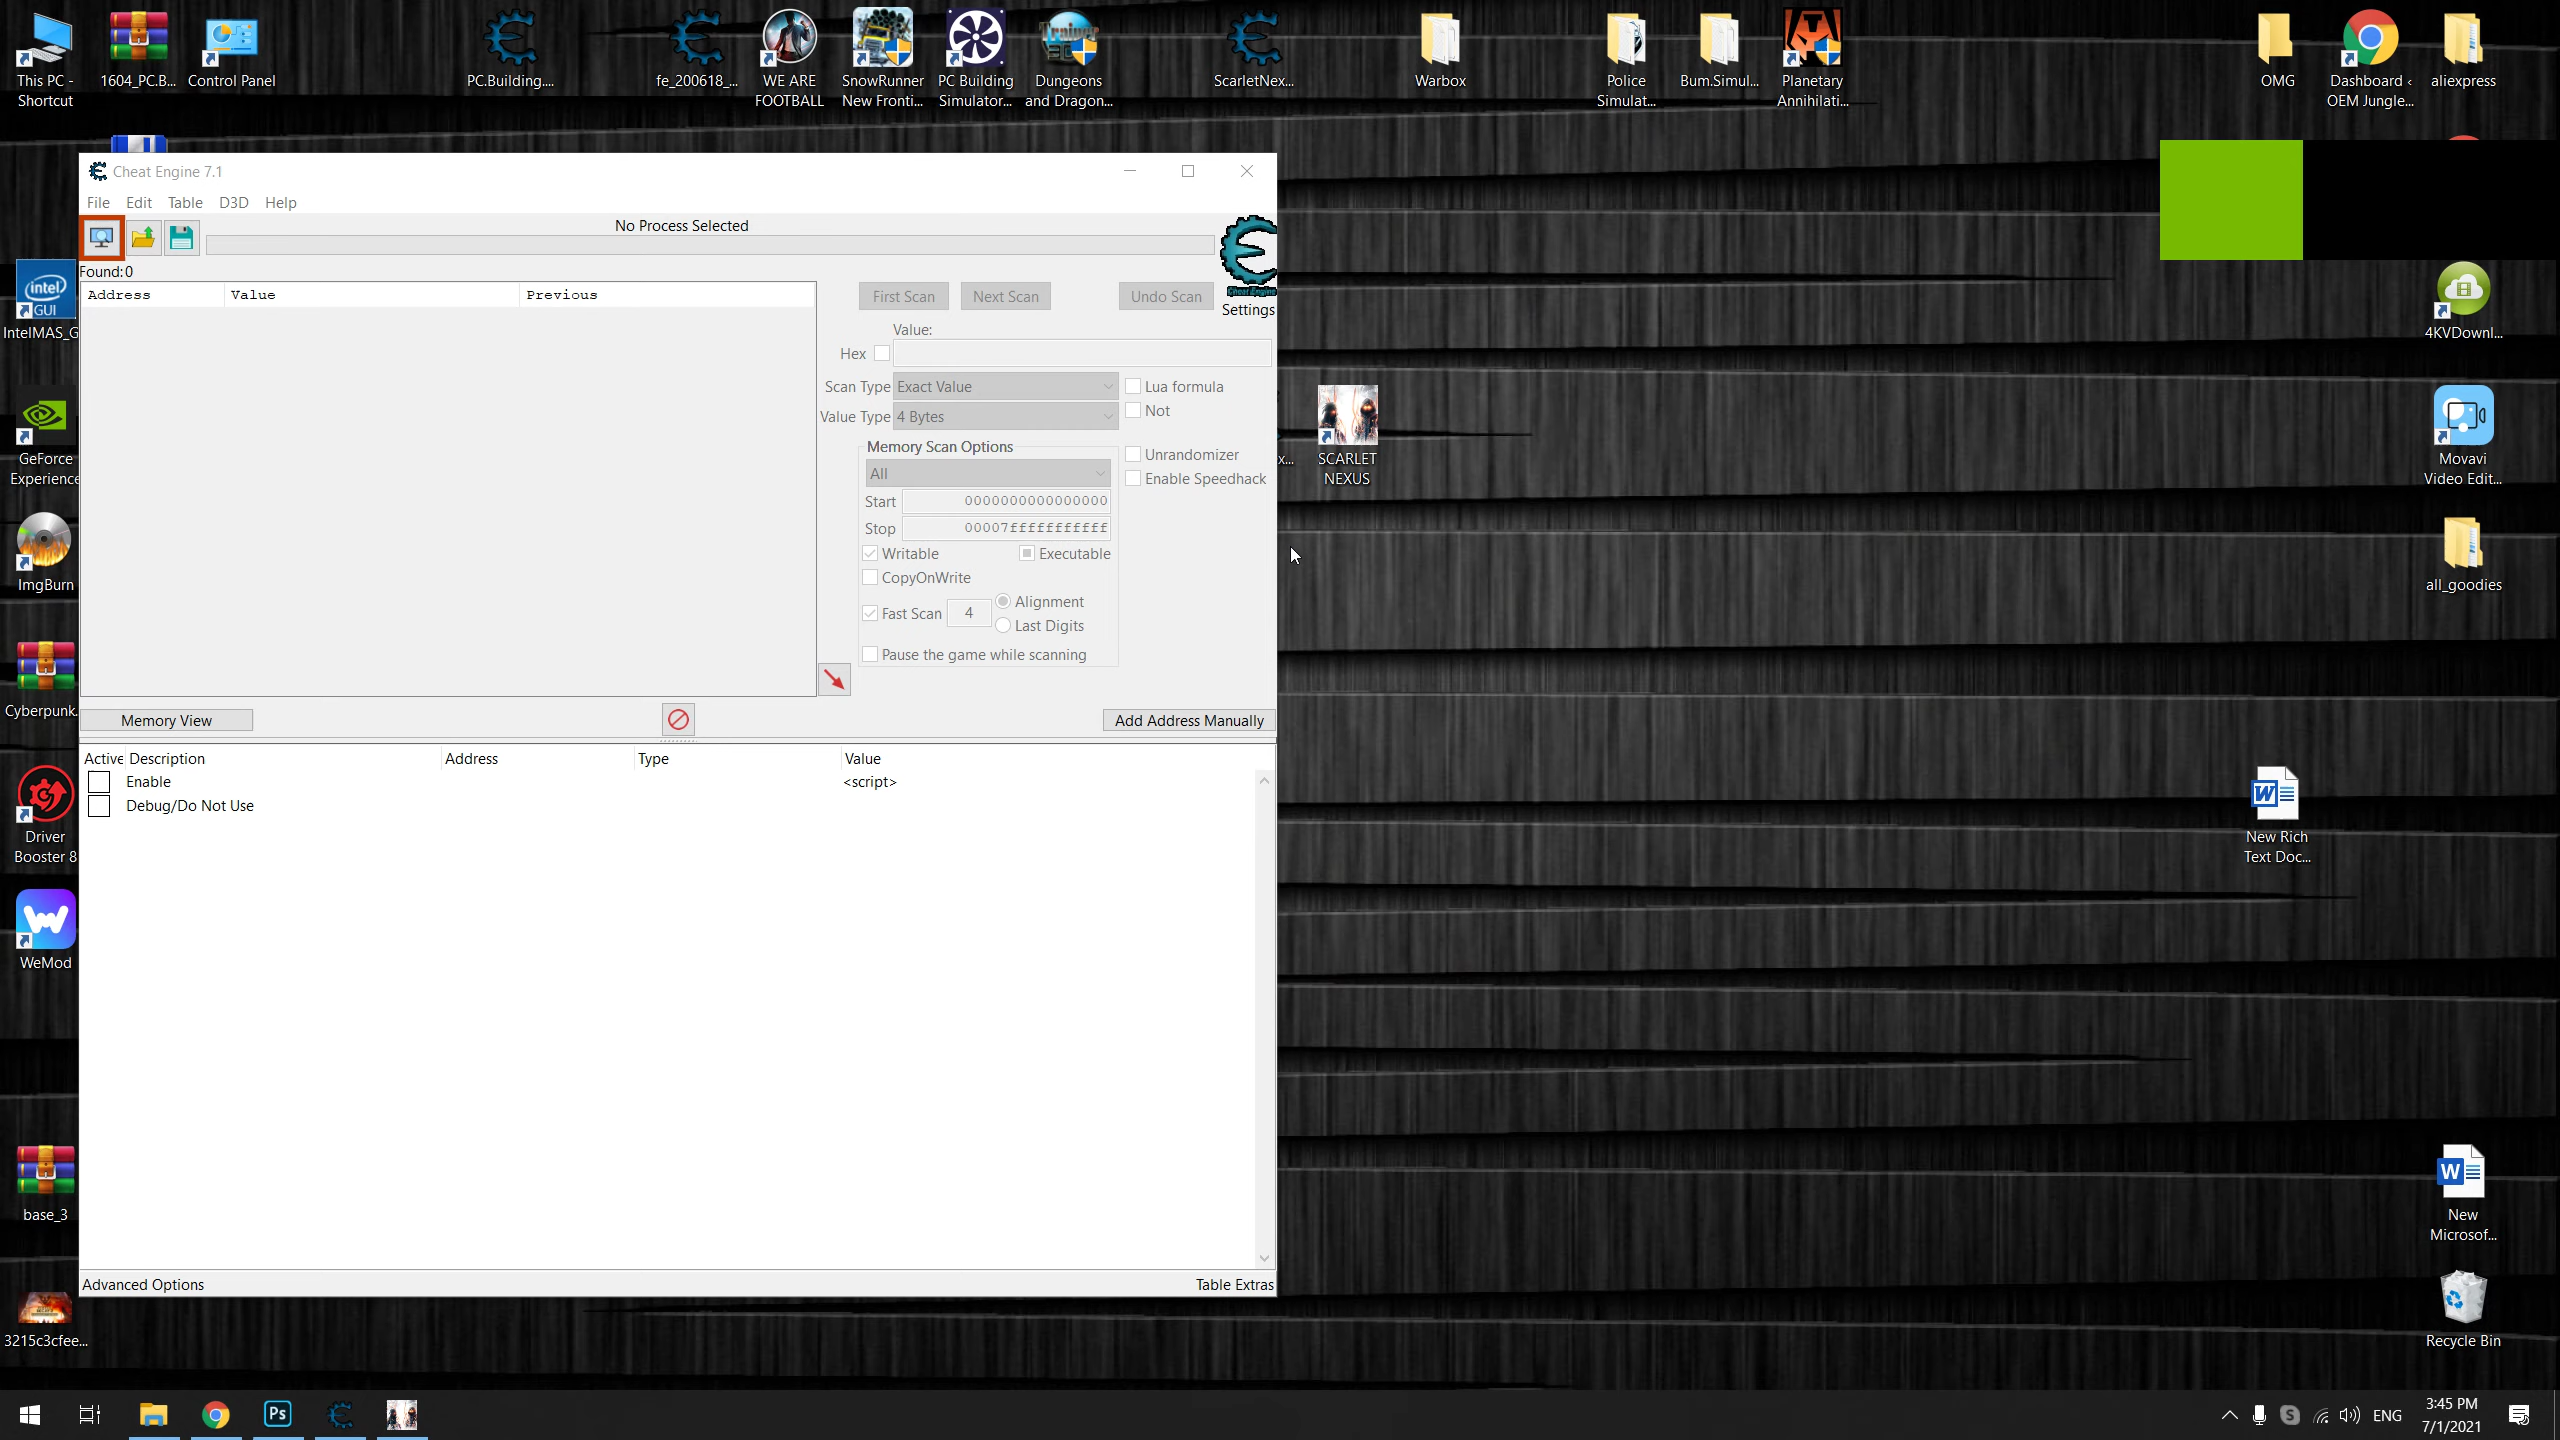 This PC -
Shortcut
1604_PC.B...
Control Panel
PC.Building....
fe_200618_...
WE ARE
FOOTBALL
SnowRunner
New Fronti...
PC Building
Simulator...
Dungeons
and Dragon...
ScarletNex...
Warbox
Police
Simulat...
Bum.Simul...
Planetary
Annihilati...
OMG
Dashboard ‹
OEM Jungle...
aliexpress
Cheat Engine 7.1
File Edit Table D3D Help
No Process Selected
Found:0
Address Value Previous
First Scan Next Scan Undo Scan
Settings
Value:
Hex
Scan Type Exact Value Lua formula
Value Type 4 Bytes Not
Memory Scan Options
All
Unrandomizer
Enable Speedhack
Start 0000000000000000
Stop 00007fffffffffff
Writable Executable
CopyOnWrite
Fast Scan 4 Alignment
Last Digits
Pause the game while scanning
Memory View
Add Address Manually
Active Description Address Type Value
Enable <script>
Debug/Do Not Use
Advanced Options Table Extras
intel
GUI
IntelMAS_G
GeForce
Experience
ImgBurn
Cyberpunk.
Driver
Booster 8
WeMod
base_3
3215c3cfee...
x...
SCARLET
NEXUS
4KVDownl...
Movavi
Video Edit...
all_goodies
New Rich
Text Doc...
New
Microsof...
Recycle Bin
Ps
ENG
3:45 PM
7/1/2021